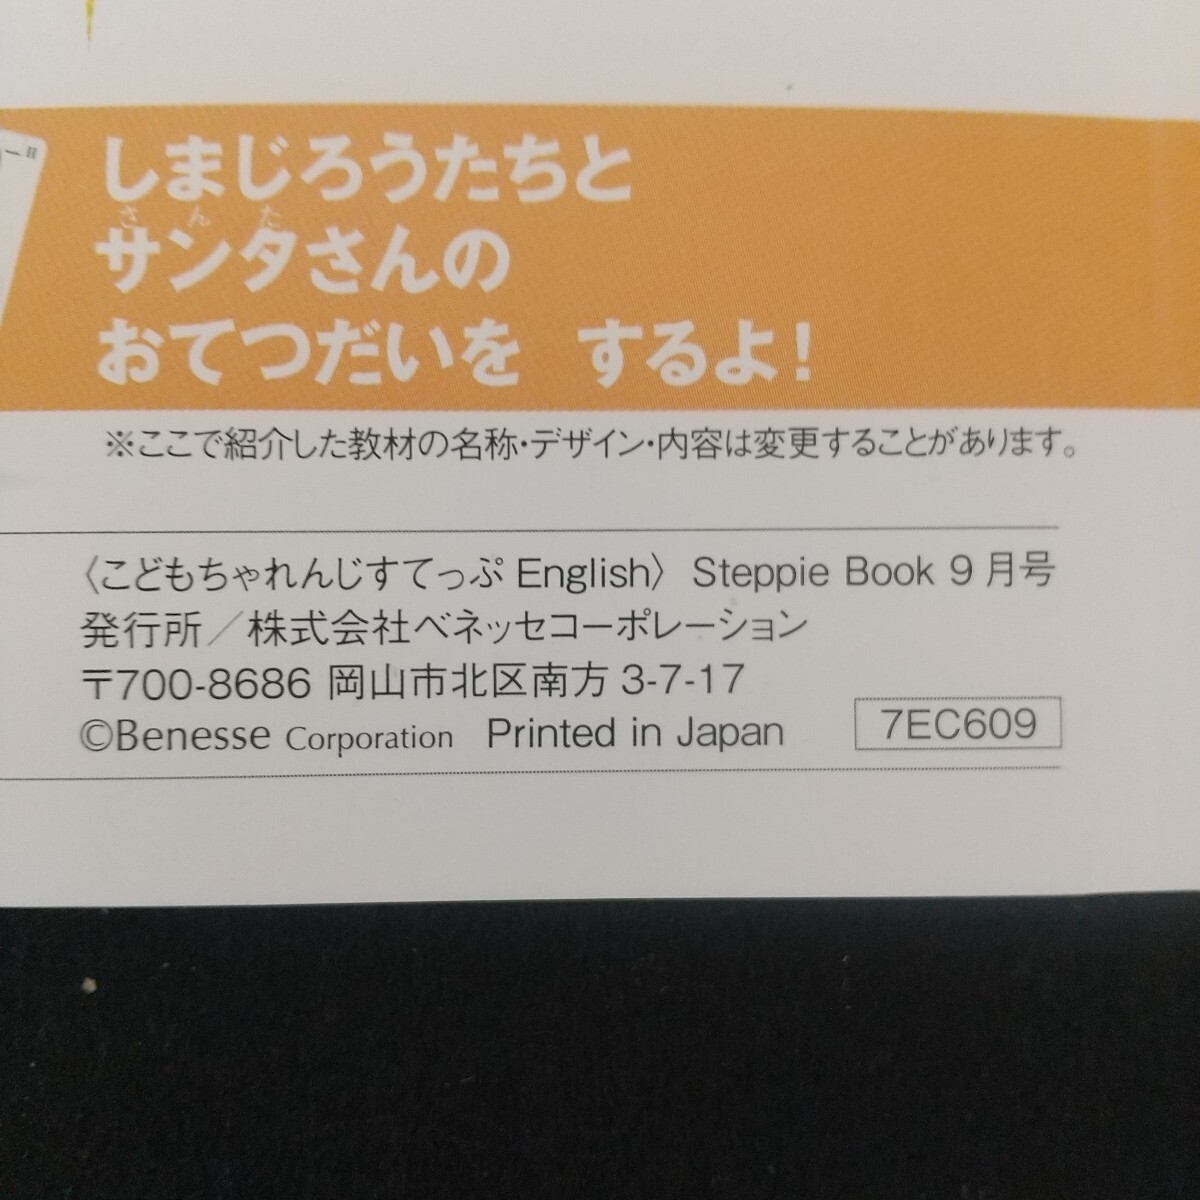 しまじろうたちと
さんた
サンタさんの
おてつだいを するよ!
※ここで紹介した教材の名称・デザイン・内容は変更することがあります。
〈こどもちゃれんじすてっぷ English〉 Steppie Book 9月号
発行所／株式会社ベネッセコーポレーション
〒700-8686 岡山市北区南方 3-7-17
©Benesse Corporation Printed in Japan
7EC609